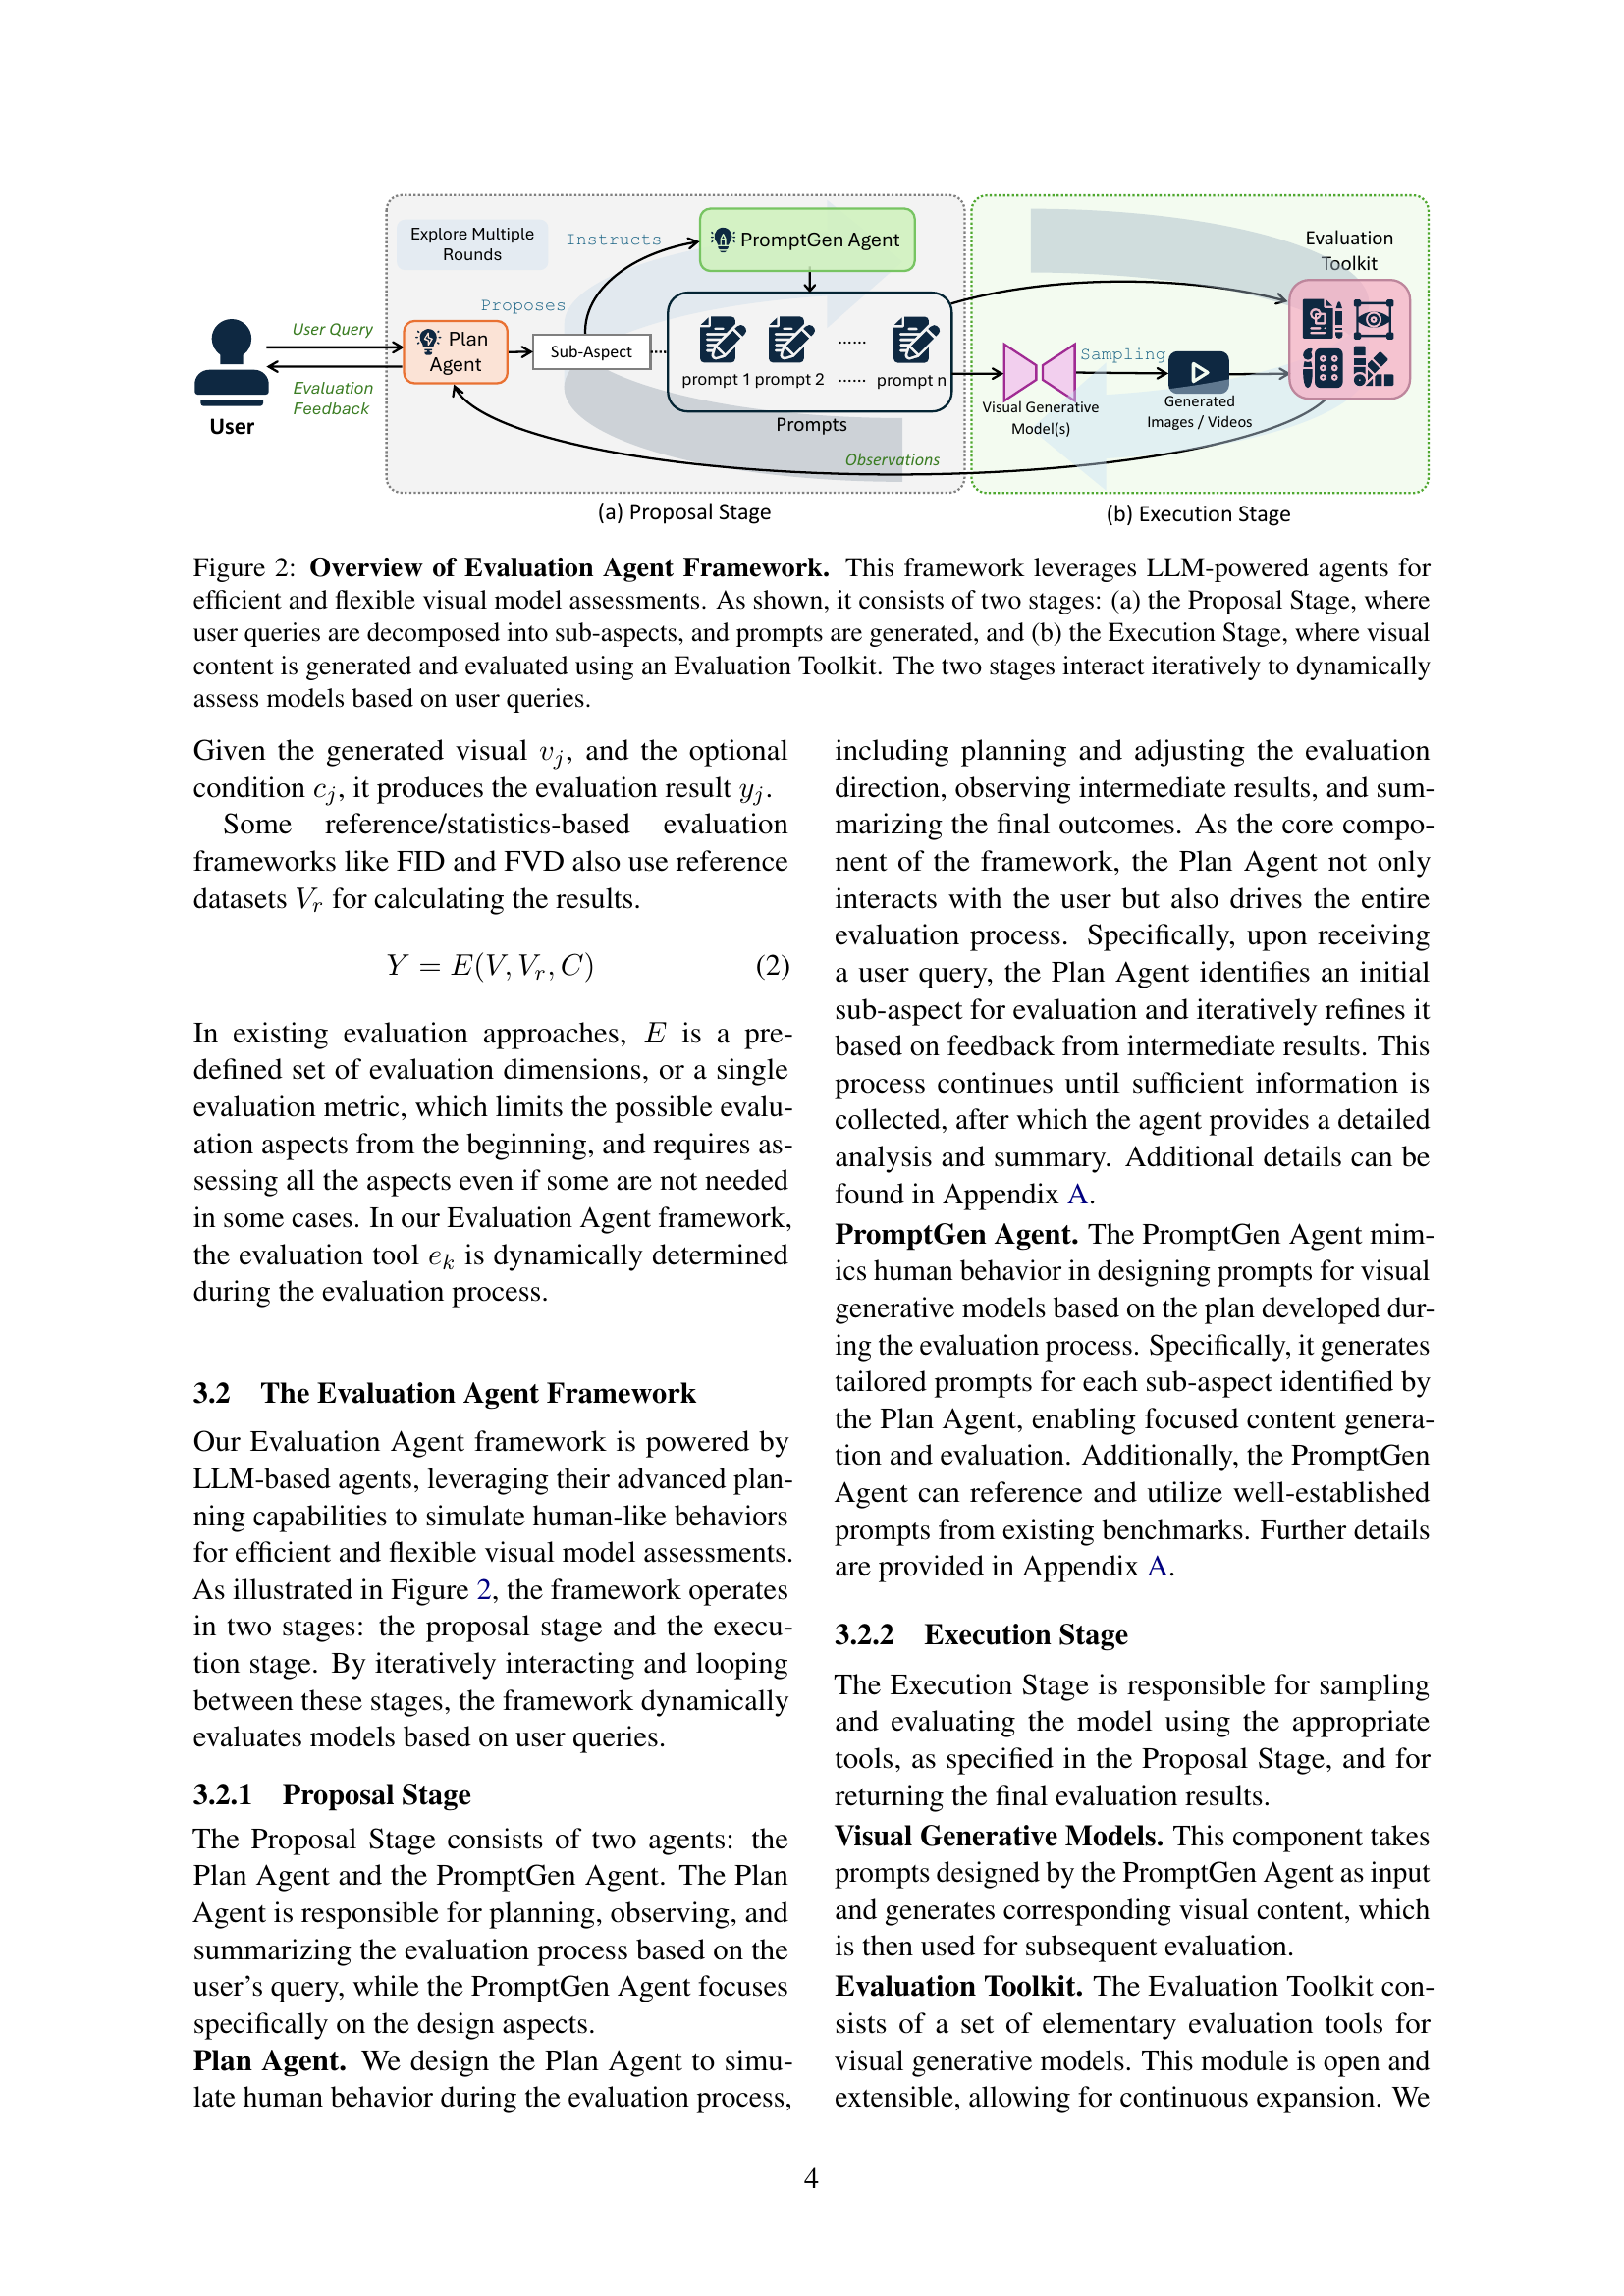 Explore Multiple
Rounds
Instructs
PromptGen Agent
Evaluation
Toolkit
Proposes
User Query
Plan
Agent
Sub-Aspect
prompt 1 prompt 2 ...... prompt n
......
Sampling
Evaluation
Feedback
User
Prompts
Visual Generative
Model(s)
Generated
Images / Videos
Observations
(a) Proposal Stage
(b) Execution Stage
Figure 2: Overview of Evaluation Agent Framework. This framework leverages LLM-powered agents for
efficient and flexible visual model assessments. As shown, it consists of two stages: (a) the Proposal Stage, where
user queries are decomposed into sub-aspects, and prompts are generated, and (b) the Execution Stage, where visual
content is generated and evaluated using an Evaluation Toolkit. The two stages interact iteratively to dynamically
assess models based on user queries.
Given the generated visual v_j, and the optional
condition c_j, it produces the evaluation result y_j.
Some reference/statistics-based evaluation
frameworks like FID and FVD also use reference
datasets V_r for calculating the results.
Y = E(V, V_r, C) (2)
In existing evaluation approaches, E is a pre-
defined set of evaluation dimensions, or a single
evaluation metric, which limits the possible evalu-
ation aspects from the beginning, and requires as-
sessing all the aspects even if some are not needed
in some cases. In our Evaluation Agent framework,
the evaluation tool e_k is dynamically determined
during the evaluation process.
3.2 The Evaluation Agent Framework
Our Evaluation Agent framework is powered by
LLM-based agents, leveraging their advanced plan-
ning capabilities to simulate human-like behaviors
for efficient and flexible visual model assessments.
As illustrated in Figure 2, the framework operates
in two stages: the proposal stage and the execu-
tion stage. By iteratively interacting and looping
between these stages, the framework dynamically
evaluates models based on user queries.
3.2.1 Proposal Stage
The Proposal Stage consists of two agents: the
Plan Agent and the PromptGen Agent. The Plan
Agent is responsible for planning, observing, and
summarizing the evaluation process based on the
user's query, while the PromptGen Agent focuses
specifically on the design aspects.
Plan Agent. We design the Plan Agent to simu-
late human behavior during the evaluation process,
including planning and adjusting the evaluation
direction, observing intermediate results, and sum-
marizing the final outcomes. As the core compo-
nent of the framework, the Plan Agent not only
interacts with the user but also drives the entire
evaluation process. Specifically, upon receiving
a user query, the Plan Agent identifies an initial
sub-aspect for evaluation and iteratively refines it
based on feedback from intermediate results. This
process continues until sufficient information is
collected, after which the agent provides a detailed
analysis and summary. Additional details can be
found in Appendix A.
PromptGen Agent. The PromptGen Agent mim-
ics human behavior in designing prompts for visual
generative models based on the plan developed dur-
ing the evaluation process. Specifically, it generates
tailored prompts for each sub-aspect identified by
the Plan Agent, enabling focused content genera-
tion and evaluation. Additionally, the PromptGen
Agent can reference and utilize well-established
prompts from existing benchmarks. Further details
are provided in Appendix A.
3.2.2 Execution Stage
The Execution Stage is responsible for sampling
and evaluating the model using the appropriate
tools, as specified in the Proposal Stage, and for
returning the final evaluation results.
Visual Generative Models. This component takes
prompts designed by the PromptGen Agent as input
and generates corresponding visual content, which
is then used for subsequent evaluation.
Evaluation Toolkit. The Evaluation Toolkit con-
sists of a set of elementary evaluation tools for
visual generative models. This module is open and
extensible, allowing for continuous expansion. We
4